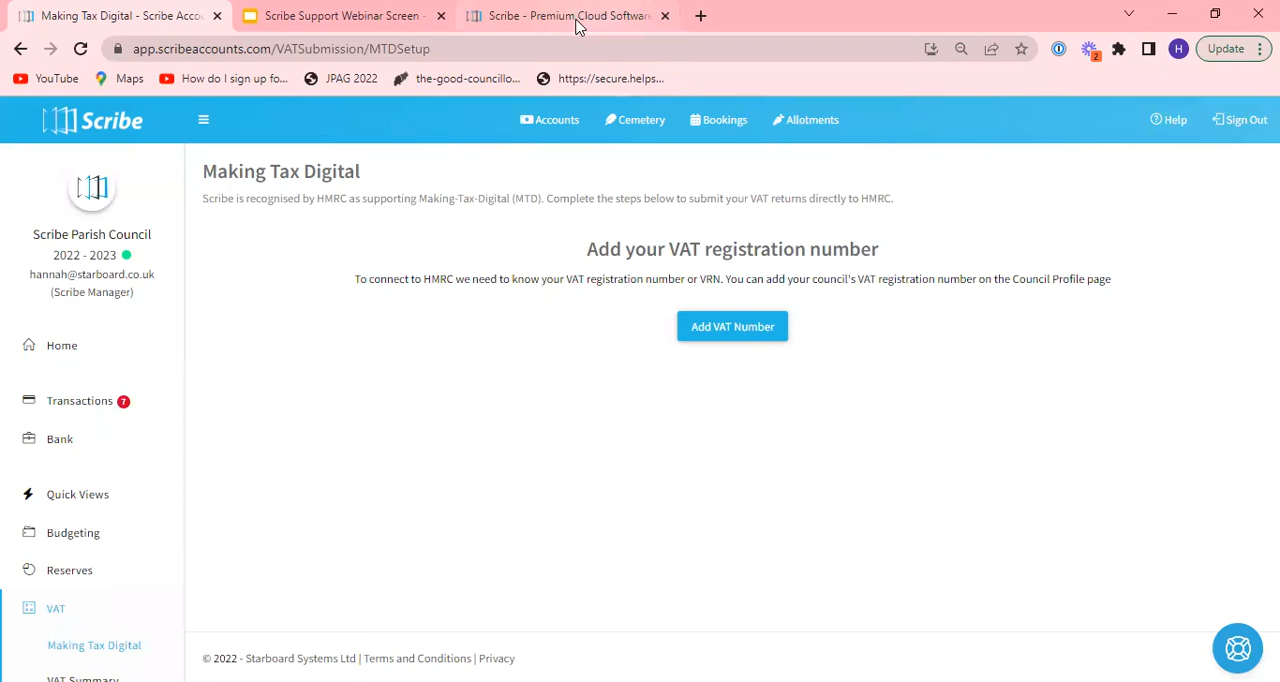 Making Tax Digital - Scribe Acco
Scribe Support Webinar Screen -
Scribe - Premium Cloud Software
app.scribeaccounts.com/VATSubmission/MTDSetup
2
H
Update
YouTube
Maps
How do I sign up fo...
JPAG 2022
the-good-councillo...
https://secure.helps...
Scribe
Accounts
Cemetery
Bookings
Allotments
Help
Sign Out
Scribe Parish Council
2022 - 2023
hannah@starboard.co.uk
(Scribe Manager)
Home
Transactions 7
Bank
Quick Views
Budgeting
Reserves
VAT
Making Tax Digital
VAT Summary
Making Tax Digital
Scribe is recognised by HMRC as supporting Making-Tax-Digital (MTD). Complete the steps below to submit your VAT returns directly to HMRC.
Add your VAT registration number
To connect to HMRC we need to know your VAT registration number or VRN. You can add your council's VAT registration number on the Council Profile page
Add VAT Number
© 2022 - Starboard Systems Ltd | Terms and Conditions | Privacy